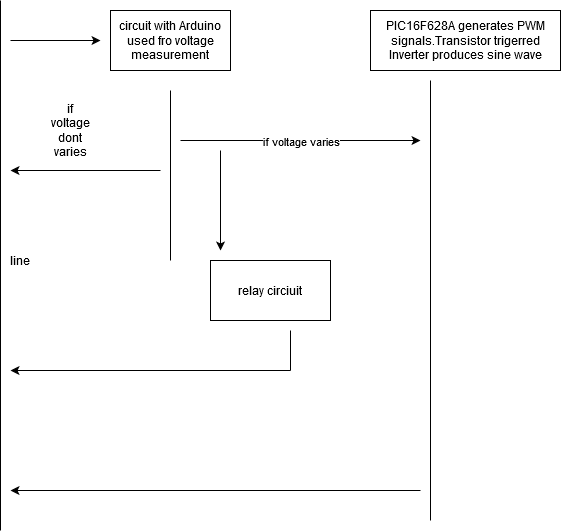 circuit with Arduino
used fro voltage
measurement
PIC16F628A generates PWM
signals.Transistor trigerred
Inverter produces sine wave
if
voltage
dont
varies
if voltage varies
line
relay circiuit